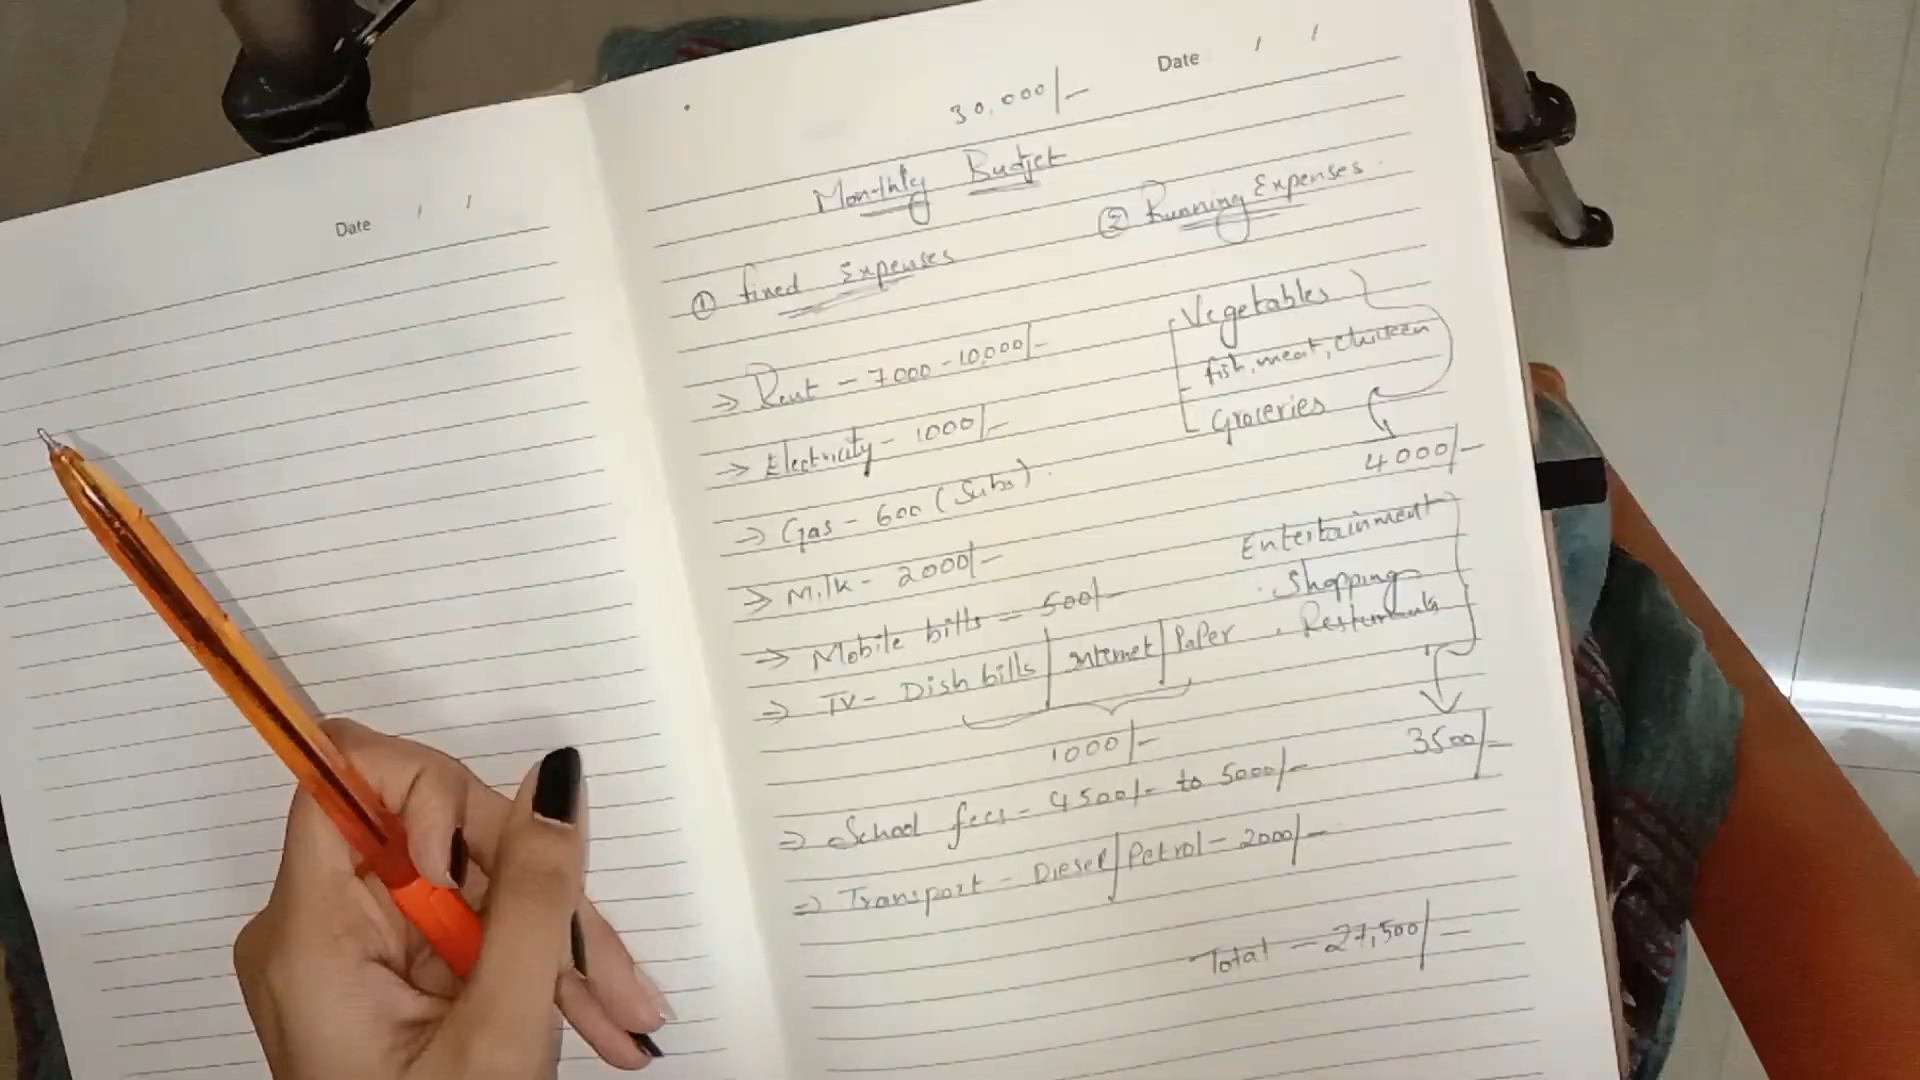 Date / /
Date / /
30,000/-
Monthly Budjet
① fixed Expenses
→ Rent - 7000 - 10,000/-
→ Electricity - 1000/-
→ Gas - 600 (Subs)
→ Milk - 2000/-
→ Mobile bills - 500/-
→ TV - Dish bills | Internet | Paper
1000/-
→ School fees - 4500/- to 5000/-
→ Transport - Diesel | Petrol - 2000/-
② Running Expenses.
Vegetables
fish, meat, chicken
Groceries
4000/-
Entertainment
Shopping
3500/-
Total - 27,500/-